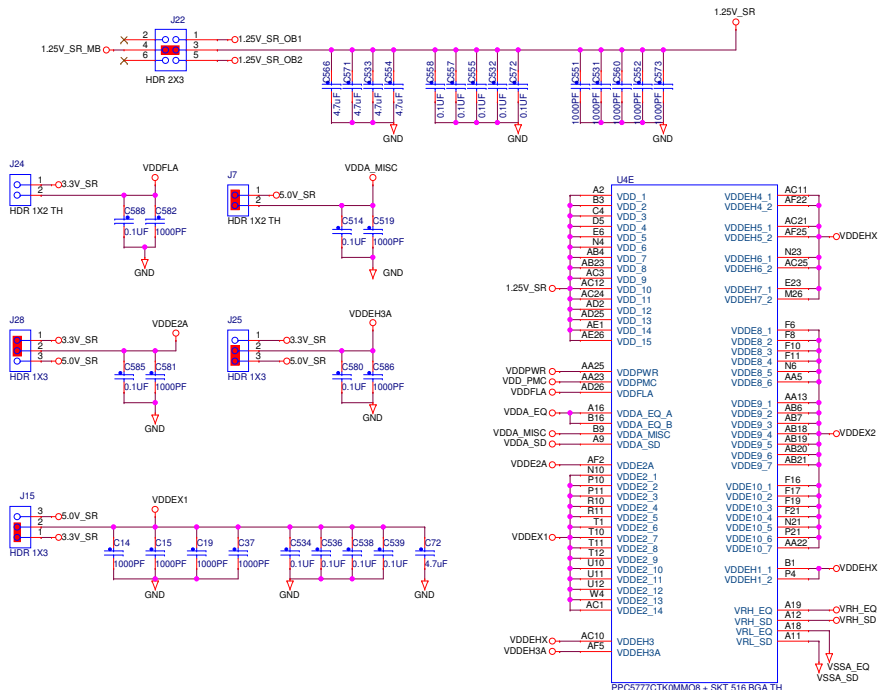 J22
1.25V_SR
2 1 1.25V_SR_OB1
1.25V_SR_MB 4 3
6 5 1.25V_SR_OB2
HDR 2X3
C566 4.7uF
C571 4.7uF
C533 4.7uF
C554 4.7uF
C558 0.1UF
C557 0.1UF
C555 0.1UF
C532 0.1UF
C572 0.1UF
C551 1000PF
C531 1000PF
C560 1000PF
C552 1000PF
C573 1000PF
GND GND GND
J24
1 3.3V_SR
2
HDR 1X2 TH
VDDFLA
C588 0.1UF
C582 1000PF
GND
J7
1 5.0V_SR
2
HDR 1X2 TH
VDDA_MISC
C514 0.1UF
C519 1000PF
GND
J28
1 3.3V_SR
2
3 5.0V_SR
HDR 1X3
VDDE2A
C585 0.1UF
C581 1000PF
GND
J25
1 3.3V_SR
2
3 5.0V_SR
HDR 1X3
VDDEH3A
C580 0.1UF
C586 1000PF
GND
J15
3 5.0V_SR
2
1 3.3V_SR
HDR 1X3
VDDEX1
C14 1000PF
C15 1000PF
C19 1000PF
C37 1000PF
C534 0.1UF
C536 0.1UF
C538 0.1UF
C539 0.1UF
C72 4.7uF
GND GND
U4E
A2 VDD_1
B3 VDD_2
C4 VDD_3
D5 VDD_4
E6 VDD_5
N4 VDD_6
AB4 VDD_7
AB23 VDD_8
AC3 VDD_9
1.25V_SR AC12 VDD_10
AC24 VDD_11
AD2 VDD_12
AD25 VDD_13
AE1 VDD_14
AE26 VDD_15
VDDPWR AA25 VDDPWR
VDD_PMC AA23 VDDPMC
VDDFLA AD26 VDDFLA
VDDA_EQ A16 VDDA_EQ_A
B16 VDDA_EQ_B
VDDA_MISC B9 VDDA_MISC
VDDA_SD A9 VDDA_SD
VDDE2A AF2 VDDE2A
N10 VDDE2_1
P10 VDDE2_2
P11 VDDE2_3
R10 VDDE2_4
R11 VDDE2_5
T1 VDDE2_6
VDDEX1 T10 VDDE2_7
T11 VDDE2_8
T12 VDDE2_9
U10 VDDE2_10
U11 VDDE2_11
U12 VDDE2_12
W4 VDDE2_13
AC1 VDDE2_14
VDDEHX AC10 VDDEH3
VDDEH3A AF5 VDDEH3A
VDDEH4_1 AC11
VDDEH4_2 AF22
VDDEH5_1 AC21
VDDEH5_2 AF25 VDDEHX
VDDEH6_1 N23
VDDEH6_2 AC25
VDDEH7_1 E23
VDDEH7_2 M26
VDDE8_1 F6
VDDE8_2 F8
VDDE8_3 F10
VDDE8_4 F11
VDDE8_5 N6
VDDE8_6 AA5
VDDE9_1 AA13
VDDE9_2 AB6
VDDE9_3 AB7
VDDE9_4 AB18 VDDEX2
VDDE9_5 AB19
VDDE9_6 AB20
VDDE9_7 AB21
VDDE10_1 F16
VDDE10_2 F17
VDDE10_3 F19
VDDE10_4 F21
VDDE10_5 N21
VDDE10_6 P21
VDDE10_7 AA22
VDDEH1_1 B1 VDDEHX
VDDEH1_2 P4
VRH_EQ A19 VRH_EQ
VRH_SD A12 VRH_SD
VRL_EQ A18
VRL_SD A11
VSSA_EQ
VSSA_SD
PPC5777CTK0MMO8 + SKT 516 BGA TH